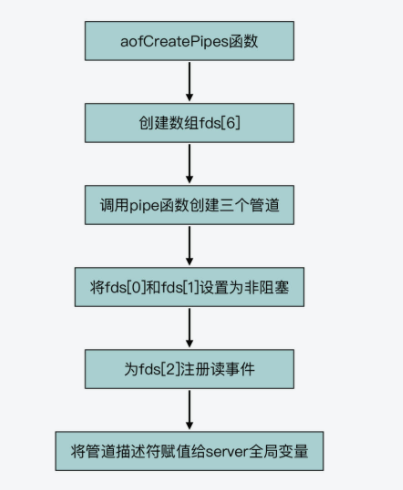 aofCreatePipes函数
创建数组fds[6]
调用pipe函数创建三个管道
将fds[0]和fds[1]设置为非阻塞
为fds[2]注册读事件
将管道描述符赋值给server全局变量